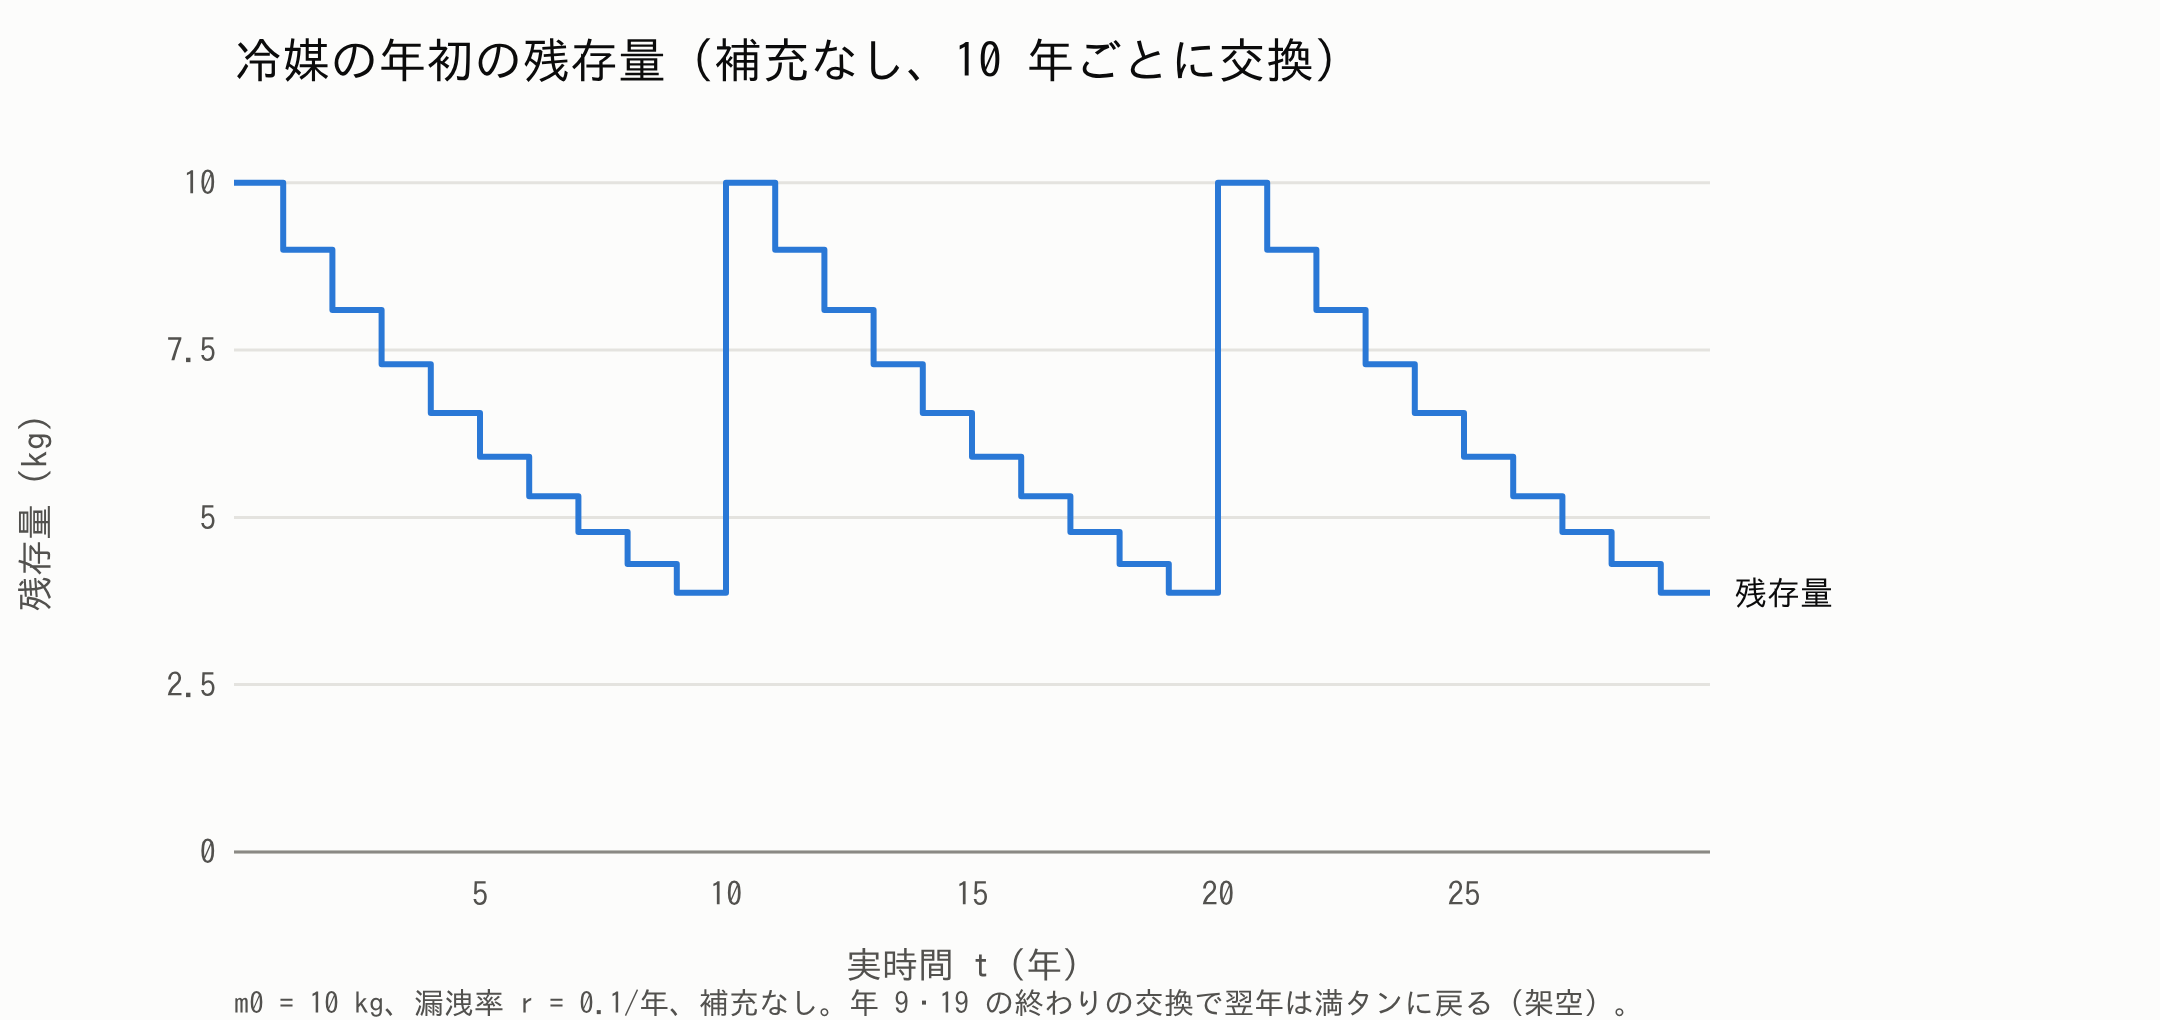 冷媒の年初の残存量（補充なし、10 年ごとに交換）
10
7.5
5
2.5
0
残存量 (kg)
残存量
5
10
15
20
25
実時間 t（年）
m0 = 10 kg、漏洩率 r = 0.1/年、補充なし。年 9・19 の終わりの交換で翌年は満タンに戻る（架空）。